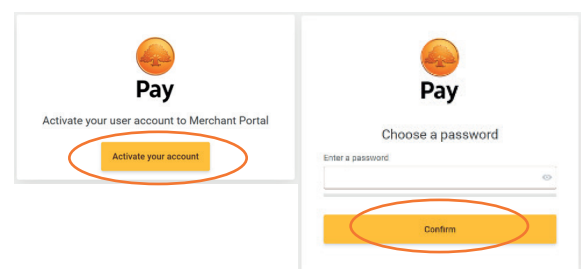 Pay
Activate your user account to Merchant Portal
Activate your account
Pay
Choose a password
Enter a password
Confirm